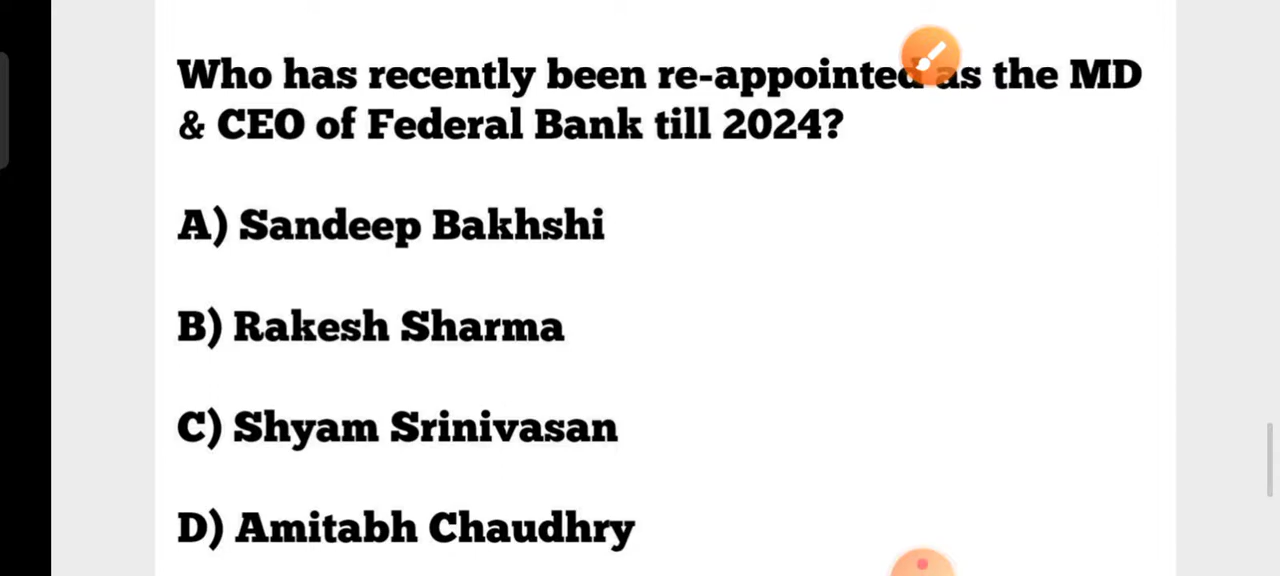 Who has recently been re-appointed as the MD
& CEO of Federal Bank till 2024?
A) Sandeep Bakhshi
B) Rakesh Sharma
C) Shyam Srinivasan
D) Amitabh Chaudhry